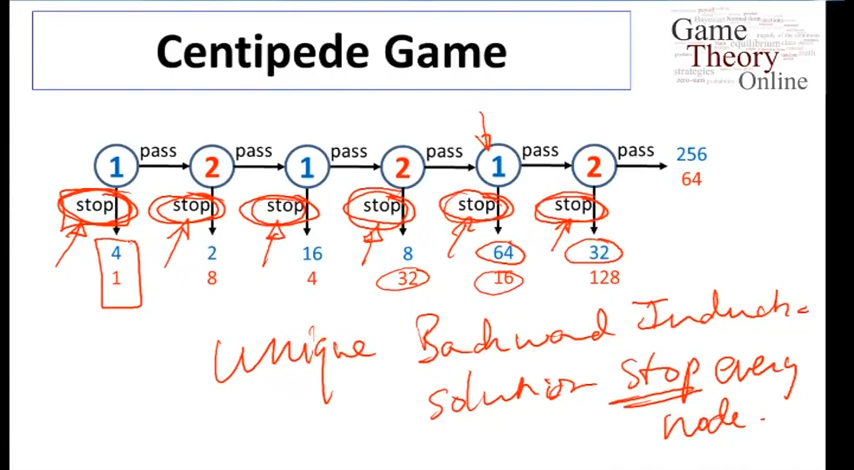 Centipede Game
Game
Theory
Online
pass pass pass pass pass pass
1 2 1 2 1 2
256
64
stop stop stop stop stop stop
4 2 16 8 64 32
1 8 4 32 16 128
unique Backward Induct-
solution stop every
node.